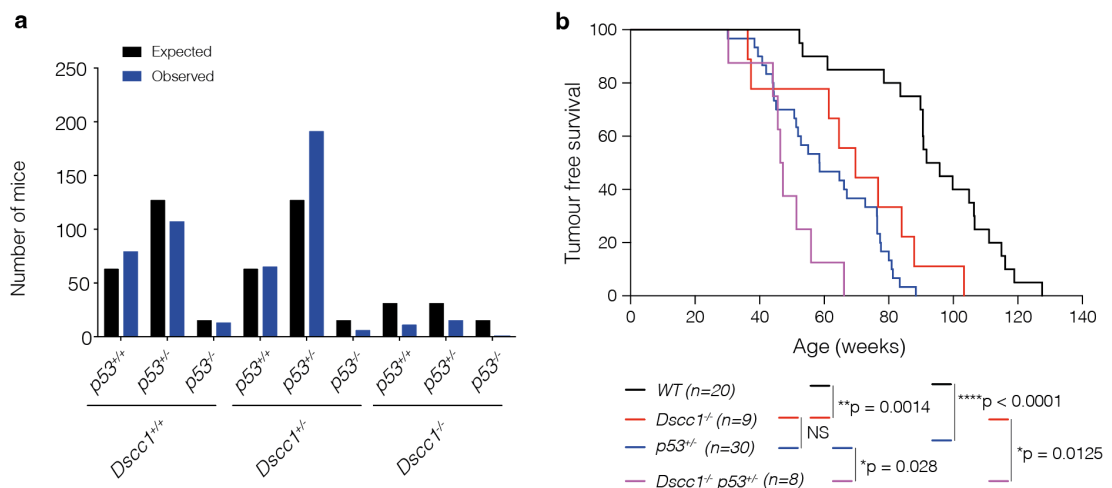 a
Expected
Observed
Number of mice
250
200
150
100
50
0
p53+/+
p53+/-
p53-/-
p53+/+
p53+/-
p53-/-
p53+/+
p53+/-
p53-/-
Dscc1+/+
Dscc1+/-
Dscc1-/-
b
Tumour free survival
100
80
60
40
20
0
0 20 40 60 80 100 120 140
Age (weeks)
WT (n=20)
Dscc1-/- (n=9)
p53+/- (n=30)
Dscc1-/- p53+/- (n=8)
**p = 0.0014
****p < 0.0001
NS
*p = 0.028
*p = 0.0125